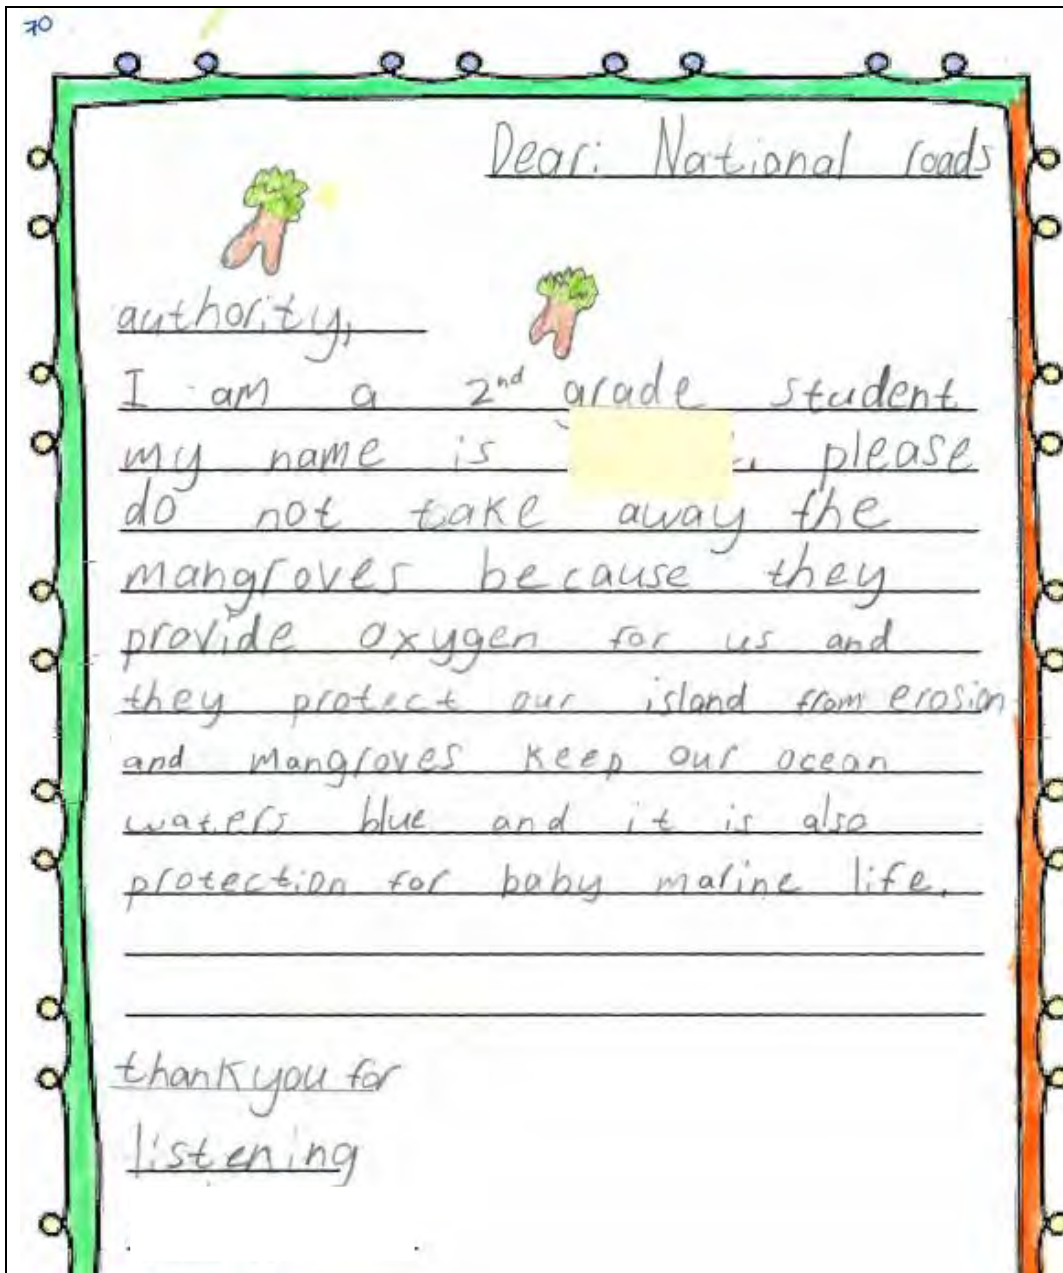 70
Dear: National roads
authority,
I am a 2nd grade student
my name is , please
do not take away the
mangroves because they
provide oxygen for us and
they protect our island from erosion
and mangroves keep our ocean
waters blue and it is also
protection for baby marine life.
thank you for
listening